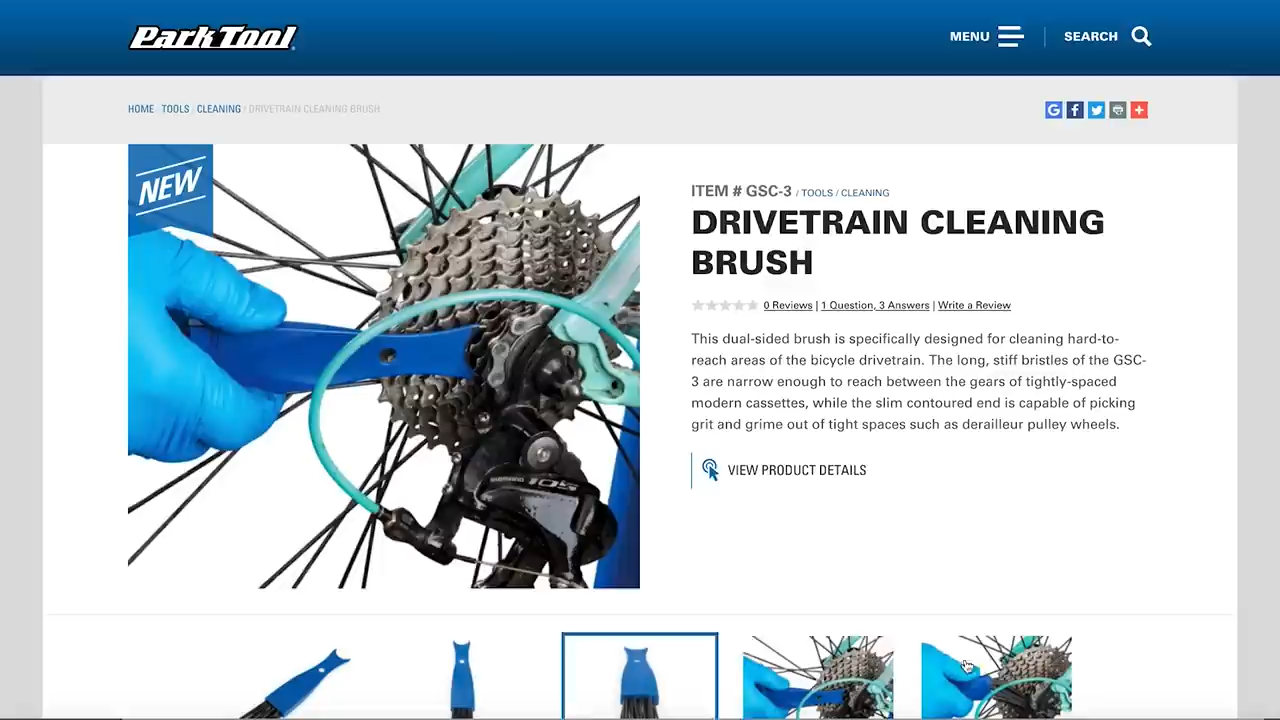 Park Tool
MENU
SEARCH
HOME / TOOLS / CLEANING / DRIVETRAIN CLEANING BRUSH
NEW
ITEM # GSC-3 / TOOLS / CLEANING
DRIVETRAIN CLEANING
BRUSH
0 Reviews | 1 Question, 3 Answers | Write a Review
This dual-sided brush is specifically designed for cleaning hard-to-
reach areas of the bicycle drivetrain. The long, stiff bristles of the GSC-
3 are narrow enough to reach between the gears of tightly-spaced
modern cassettes, while the slim contoured end is capable of picking
grit and grime out of tight spaces such as derailleur pulley wheels.
VIEW PRODUCT DETAILS
SHIMANO 105